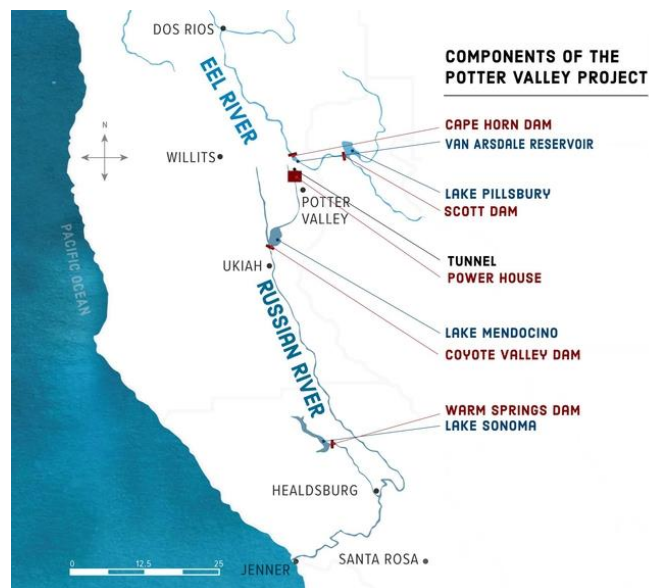 DOS RIOS
COMPONENTS OF THE
POTTER VALLEY PROJECT
EEL RIVER
CAPE HORN DAM
VAN ARSDALE RESERVOIR
N
WILLITS
LAKE PILLSBURY
SCOTT DAM
POTTER
VALLEY
PACIFIC OCEAN
TUNNEL
POWER HOUSE
UKIAH
RUSSIAN RIVER
LAKE MENDOCINO
COYOTE VALLEY DAM
WARM SPRINGS DAM
LAKE SONOMA
HEALDSBURG
JENNER
SANTA ROSA
0 12.5 25